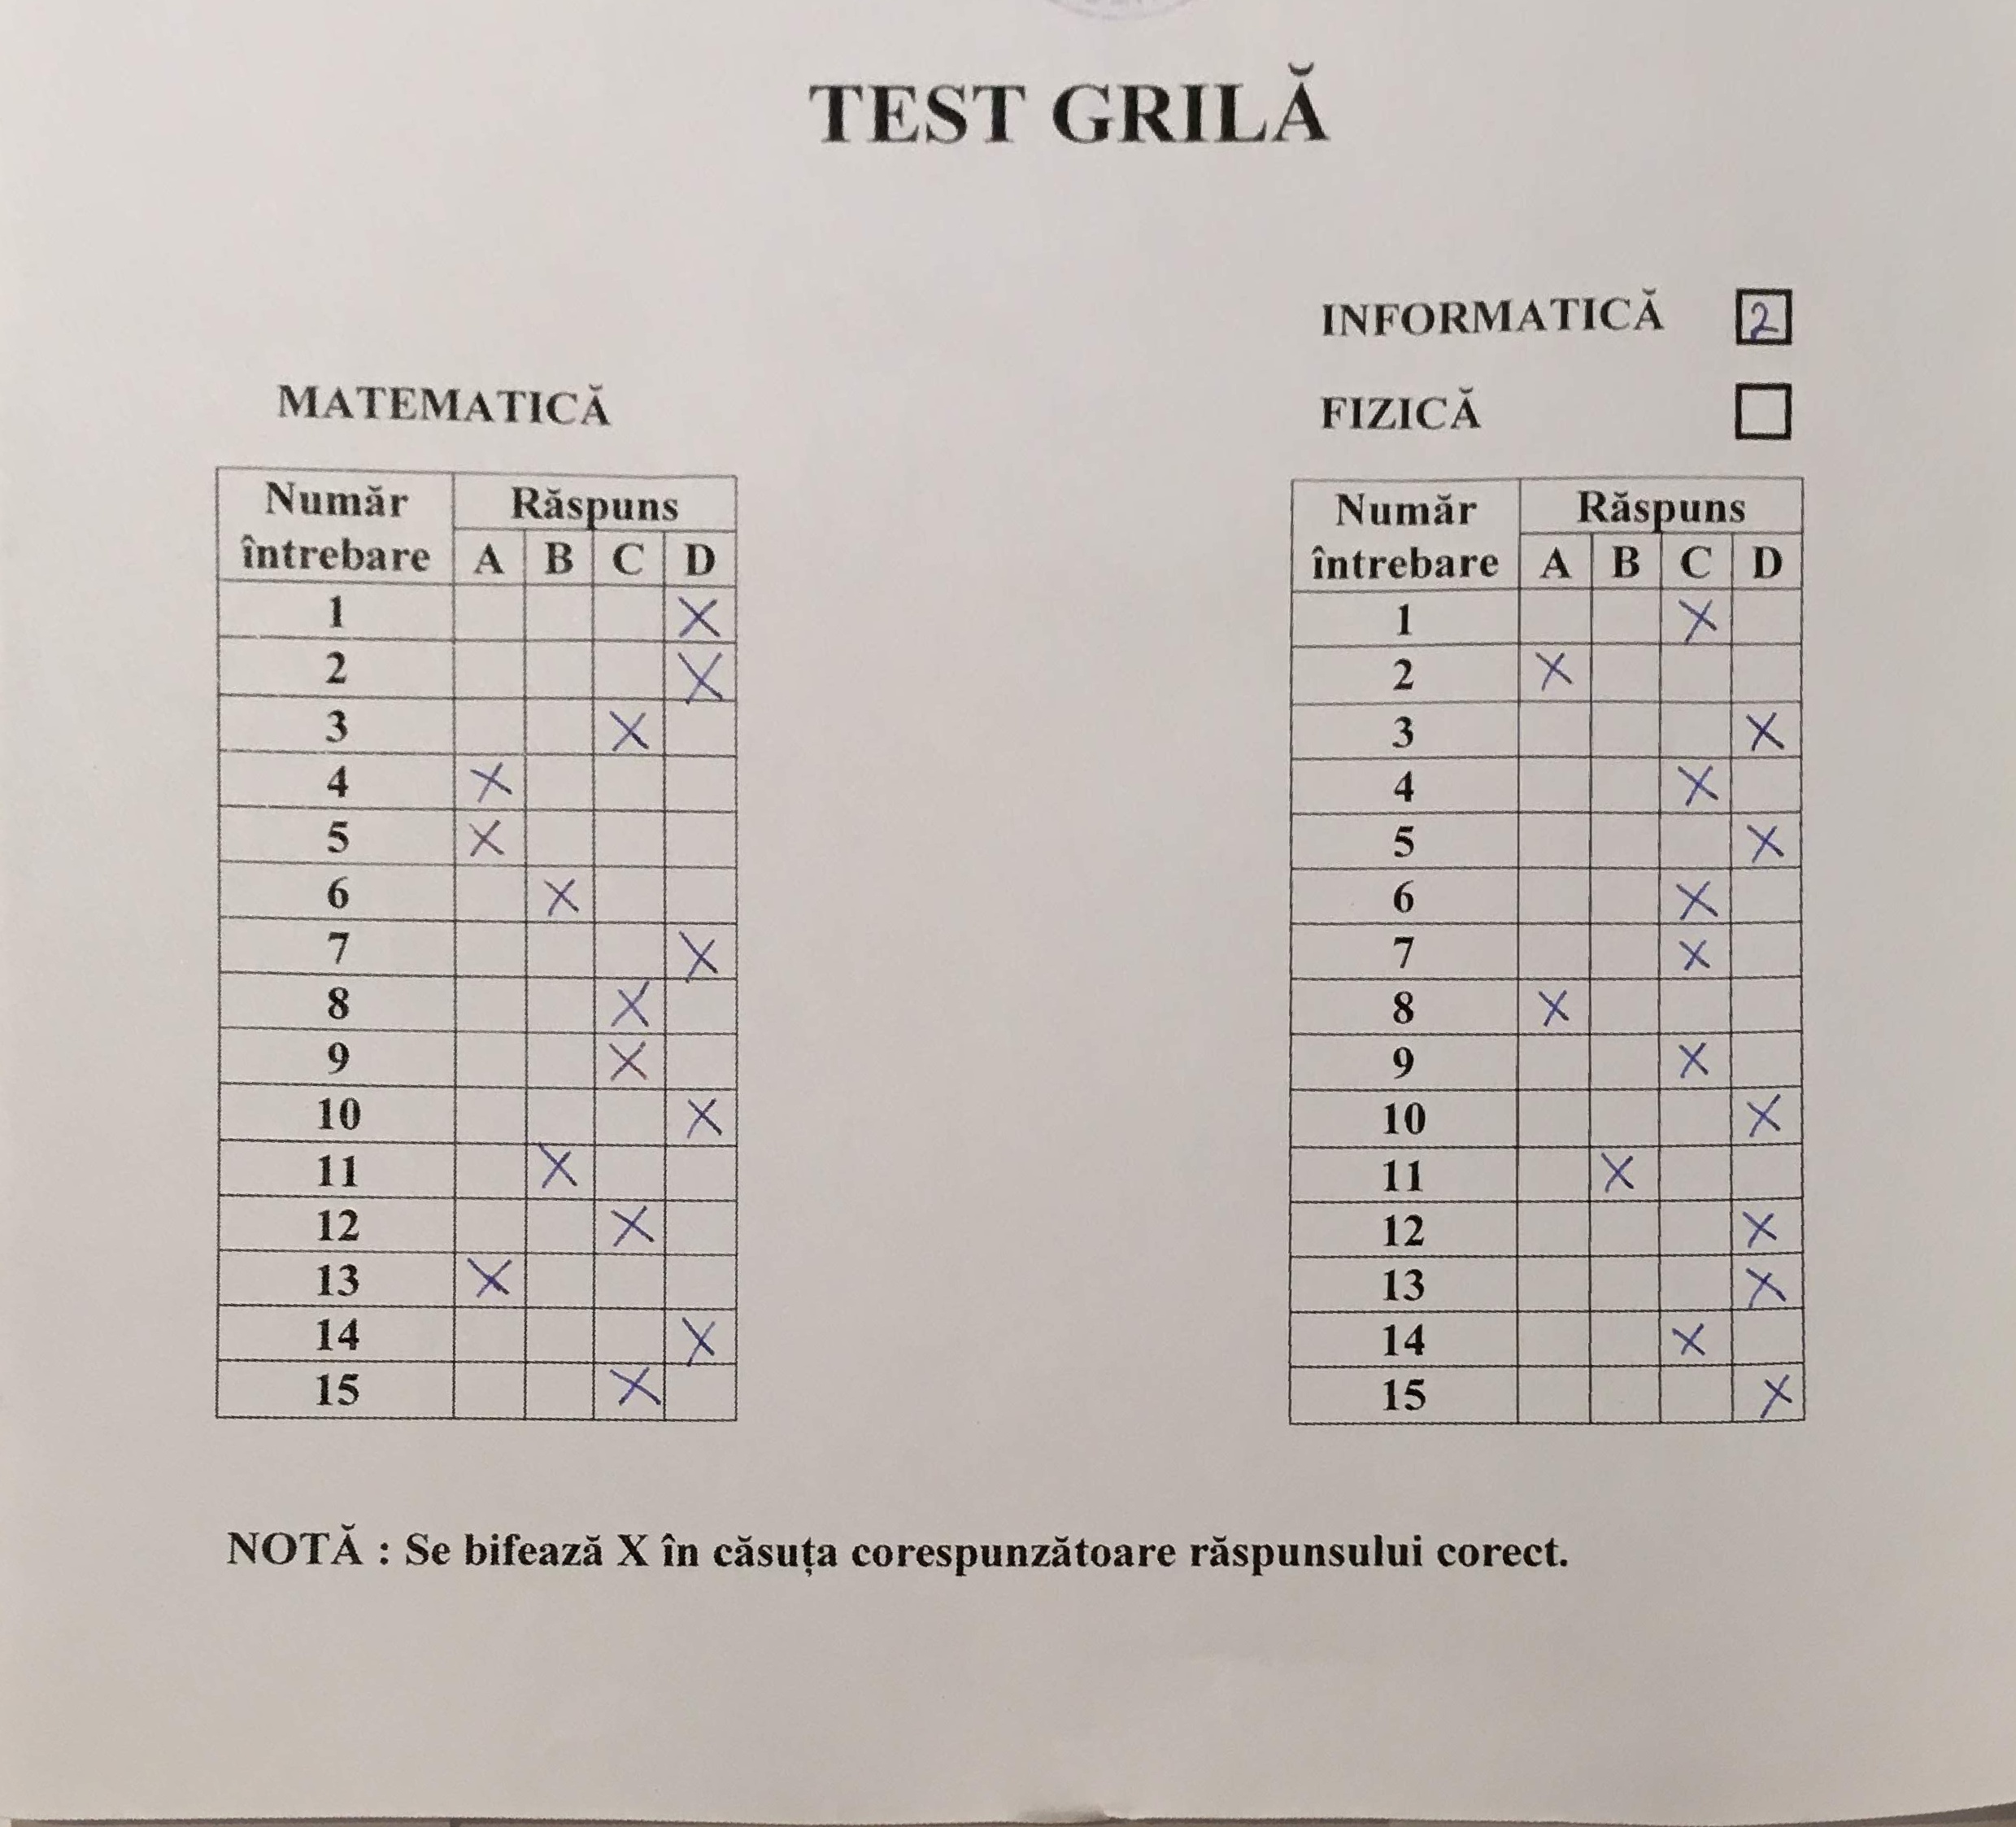 TEST GRILĂ
INFORMATICĂ 2
FIZICĂ
MATEMATICĂ
Număr întrebare Răspuns
A B C D
1 X
2 X
3 X
4 X
5 X
6 X
7 X
8 X
9 X
10 X
11 X
12 X
13 X
14 X
15 X
Număr întrebare Răspuns
A B C D
1 X
2 X
3 X
4 X
5 X
6 X
7 X
8 X
9 X
10 X
11 X
12 X
13 X
14 X
15 X
NOTĂ : Se bifează X în căsuța corespunzătoare răspunsului corect.